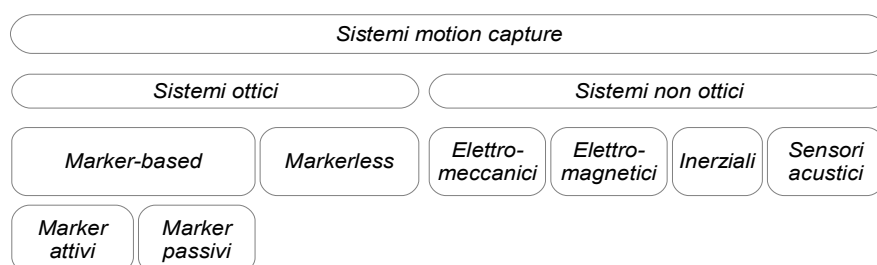 Sistemi motion capture
Sistemi ottici
Sistemi non ottici
Marker-based
Markerless
Elettro-
meccanici
Elettro-
magnetici
Inerziali
Sensori
acustici
Marker
attivi
Marker
passivi